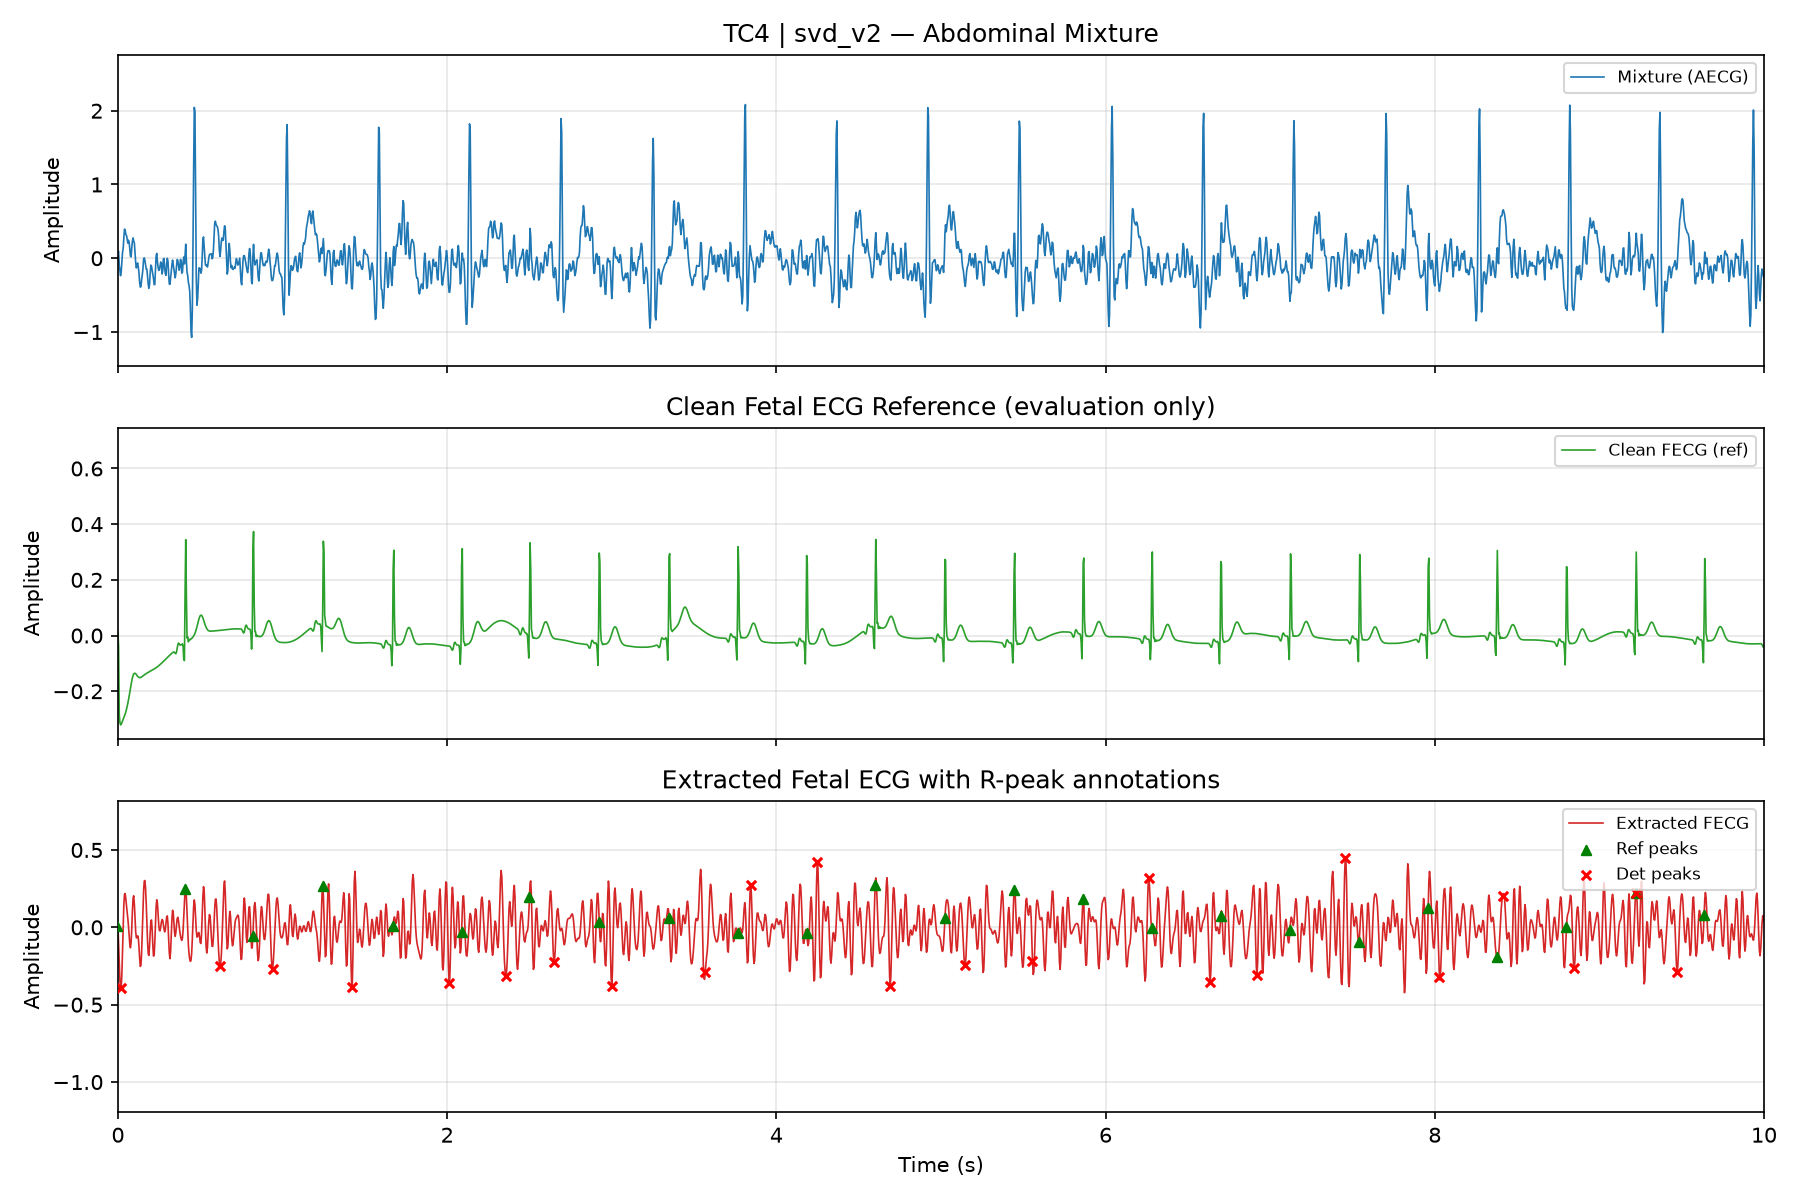 TC4 | svd_v2 — Abdominal Mixture
Mixture (AECG)
Amplitude
2
1
0
−1
Clean Fetal ECG Reference (evaluation only)
Clean FECG (ref)
Amplitude
0.6
0.4
0.2
0.0
−0.2
Extracted Fetal ECG with R-peak annotations
Extracted FECG
Ref peaks
Det peaks
Amplitude
0.5
0.0
−0.5
−1.0
0 2 4 6 8 10
Time (s)